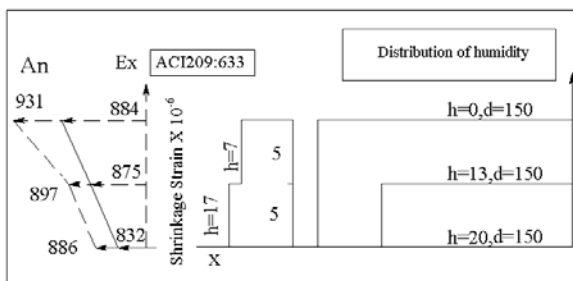 An
Ex
ACI209:633
Distribution of humidity
931
884
h=0,d=150
875
h=7
5
h=13,d=150
897
Shrinkage Strain X 10-6
h=17
5
832
886
h=20,d=150
X